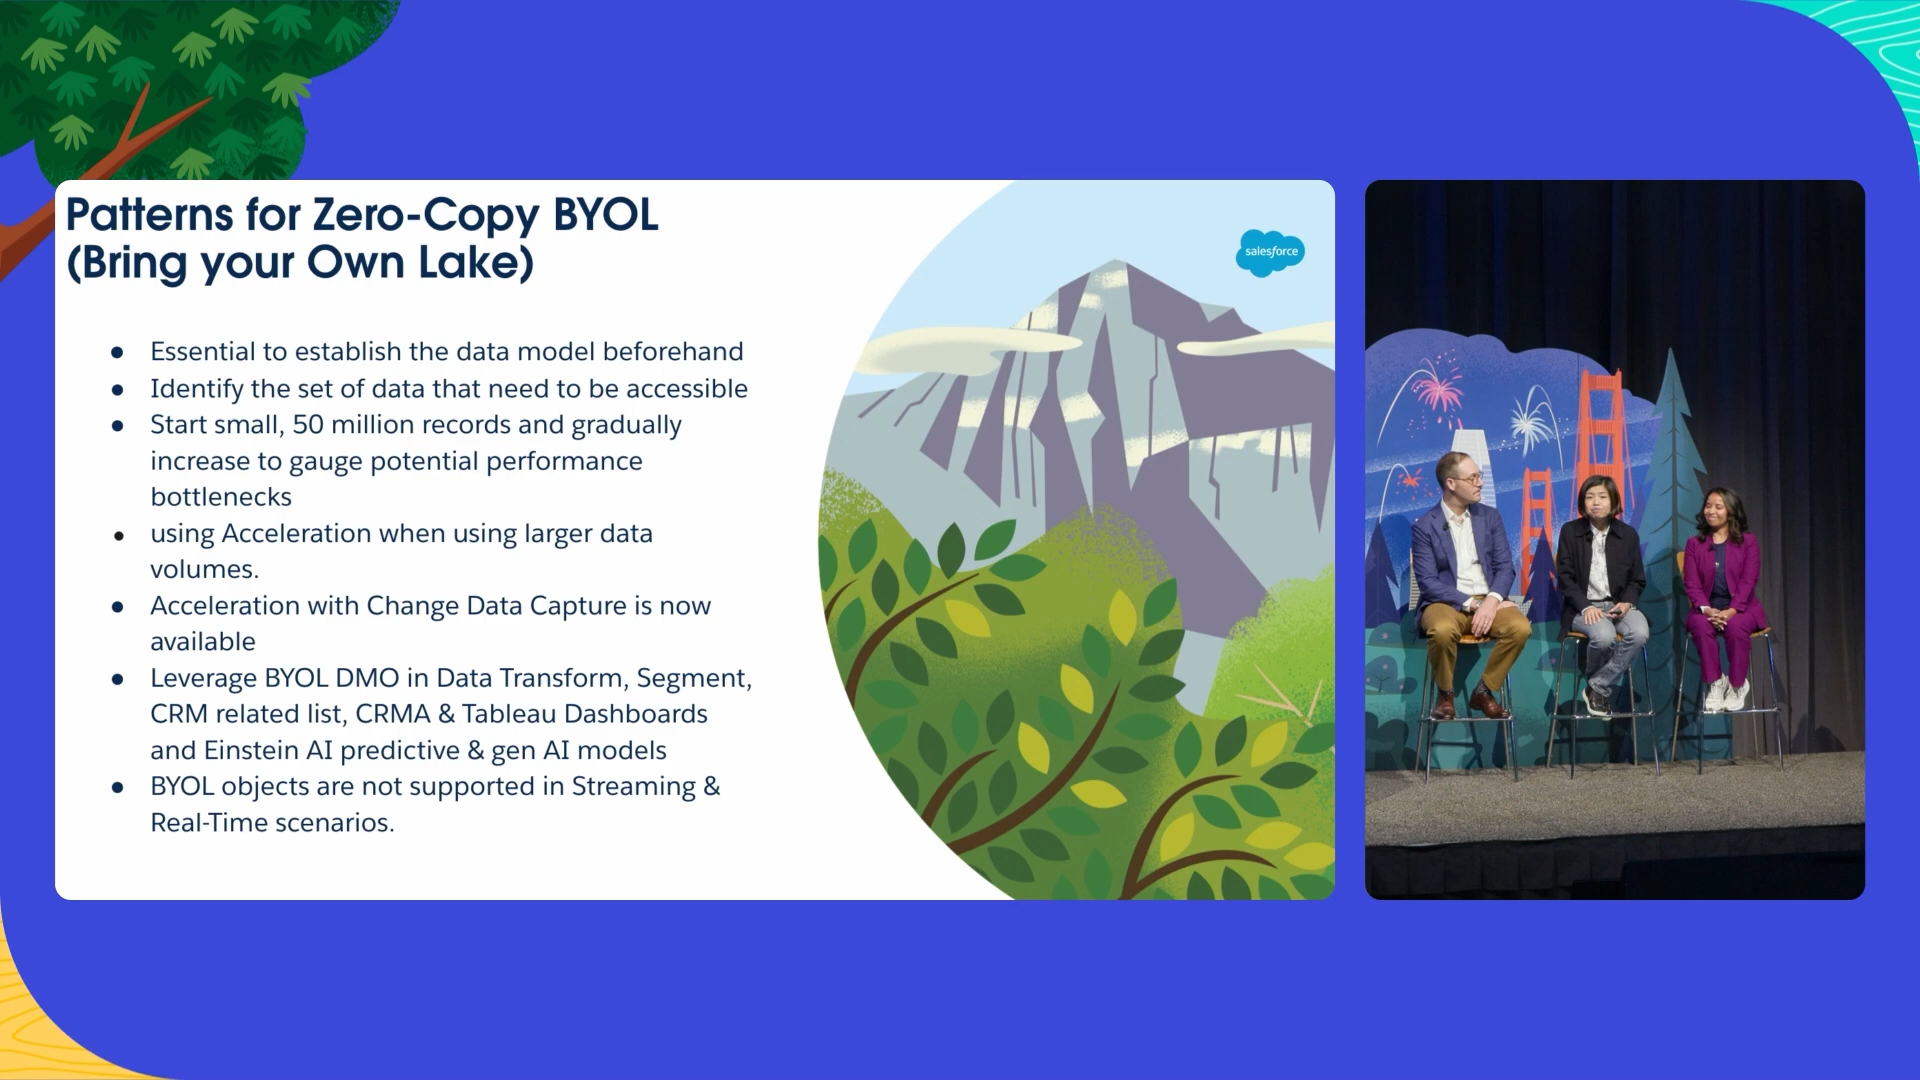 Patterns for Zero-Copy BYOL
(Bring your Own Lake)
salesforce
● Essential to establish the data model beforehand
● Identify the set of data that need to be accessible
● Start small, 50 million records and gradually
increase to gauge potential performance
bottlenecks
● using Acceleration when using larger data
volumes.
● Acceleration with Change Data Capture is now
available
● Leverage BYOL DMO in Data Transform, Segment,
CRM related list, CRMA & Tableau Dashboards
and Einstein AI predictive & gen AI models
● BYOL objects are not supported in Streaming &
Real-Time scenarios.